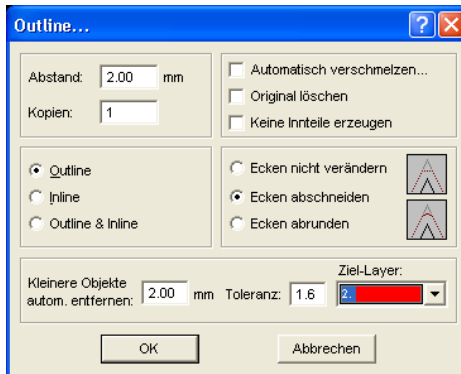 Outline...
Abstand: 2.00 mm
Kopien: 1
Automatisch verschmelzen...
Original löschen
Keine Innteile erzeugen
Outline
Inline
Outline & Inline
Ecken nicht verändern
Ecken abschneiden
Ecken abrunden
Ziel-Layer:
Kleinere Objekte
autom. entfernen: 2.00 mm Toleranz: 1.6 2.
OK Abbrechen